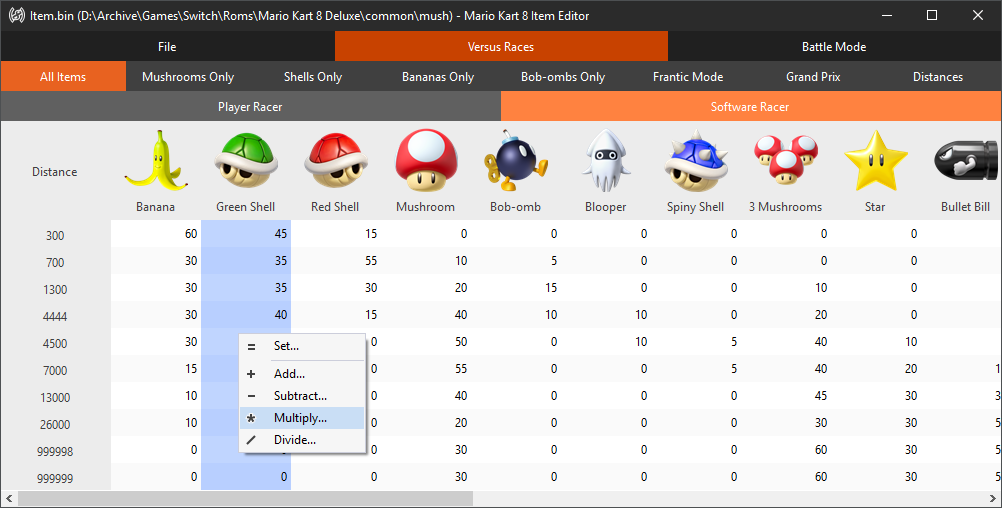 Item.bin (D:\Archive\Games\Switch\Roms\Mario Kart 8 Deluxe\common\mush) - Mario Kart 8 Item Editor
File Versus Races Battle Mode
All Items Mushrooms Only Shells Only Bananas Only Bob-ombs Only Frantic Mode Grand Prix Distances
Player Racer Software Racer
Distance
Banana Green Shell Red Shell Mushroom Bob-omb Blooper Spiny Shell 3 Mushrooms Star Bullet Bill
300 60 45 15 0 0 0 0 0 0
700 30 35 55 10 5 0 0 0 0
1300 30 35 30 20 15 0 0 10 0
4444 30 40 15 40 10 10 0 20 0
4500 30 0 50 0 10 5 40 10
7000 15 0 55 0 0 5 40 20 1
13000 10 0 40 0 0 0 45 30 3
26000 10 0 20 0 0 0 30 30 5
999998 0 0 30 0 0 0 60 30 5
999999 0 0 0 30 0 0 0 60 30 5
= Set...
+ Add...
− Subtract...
* Multiply...
/ Divide...